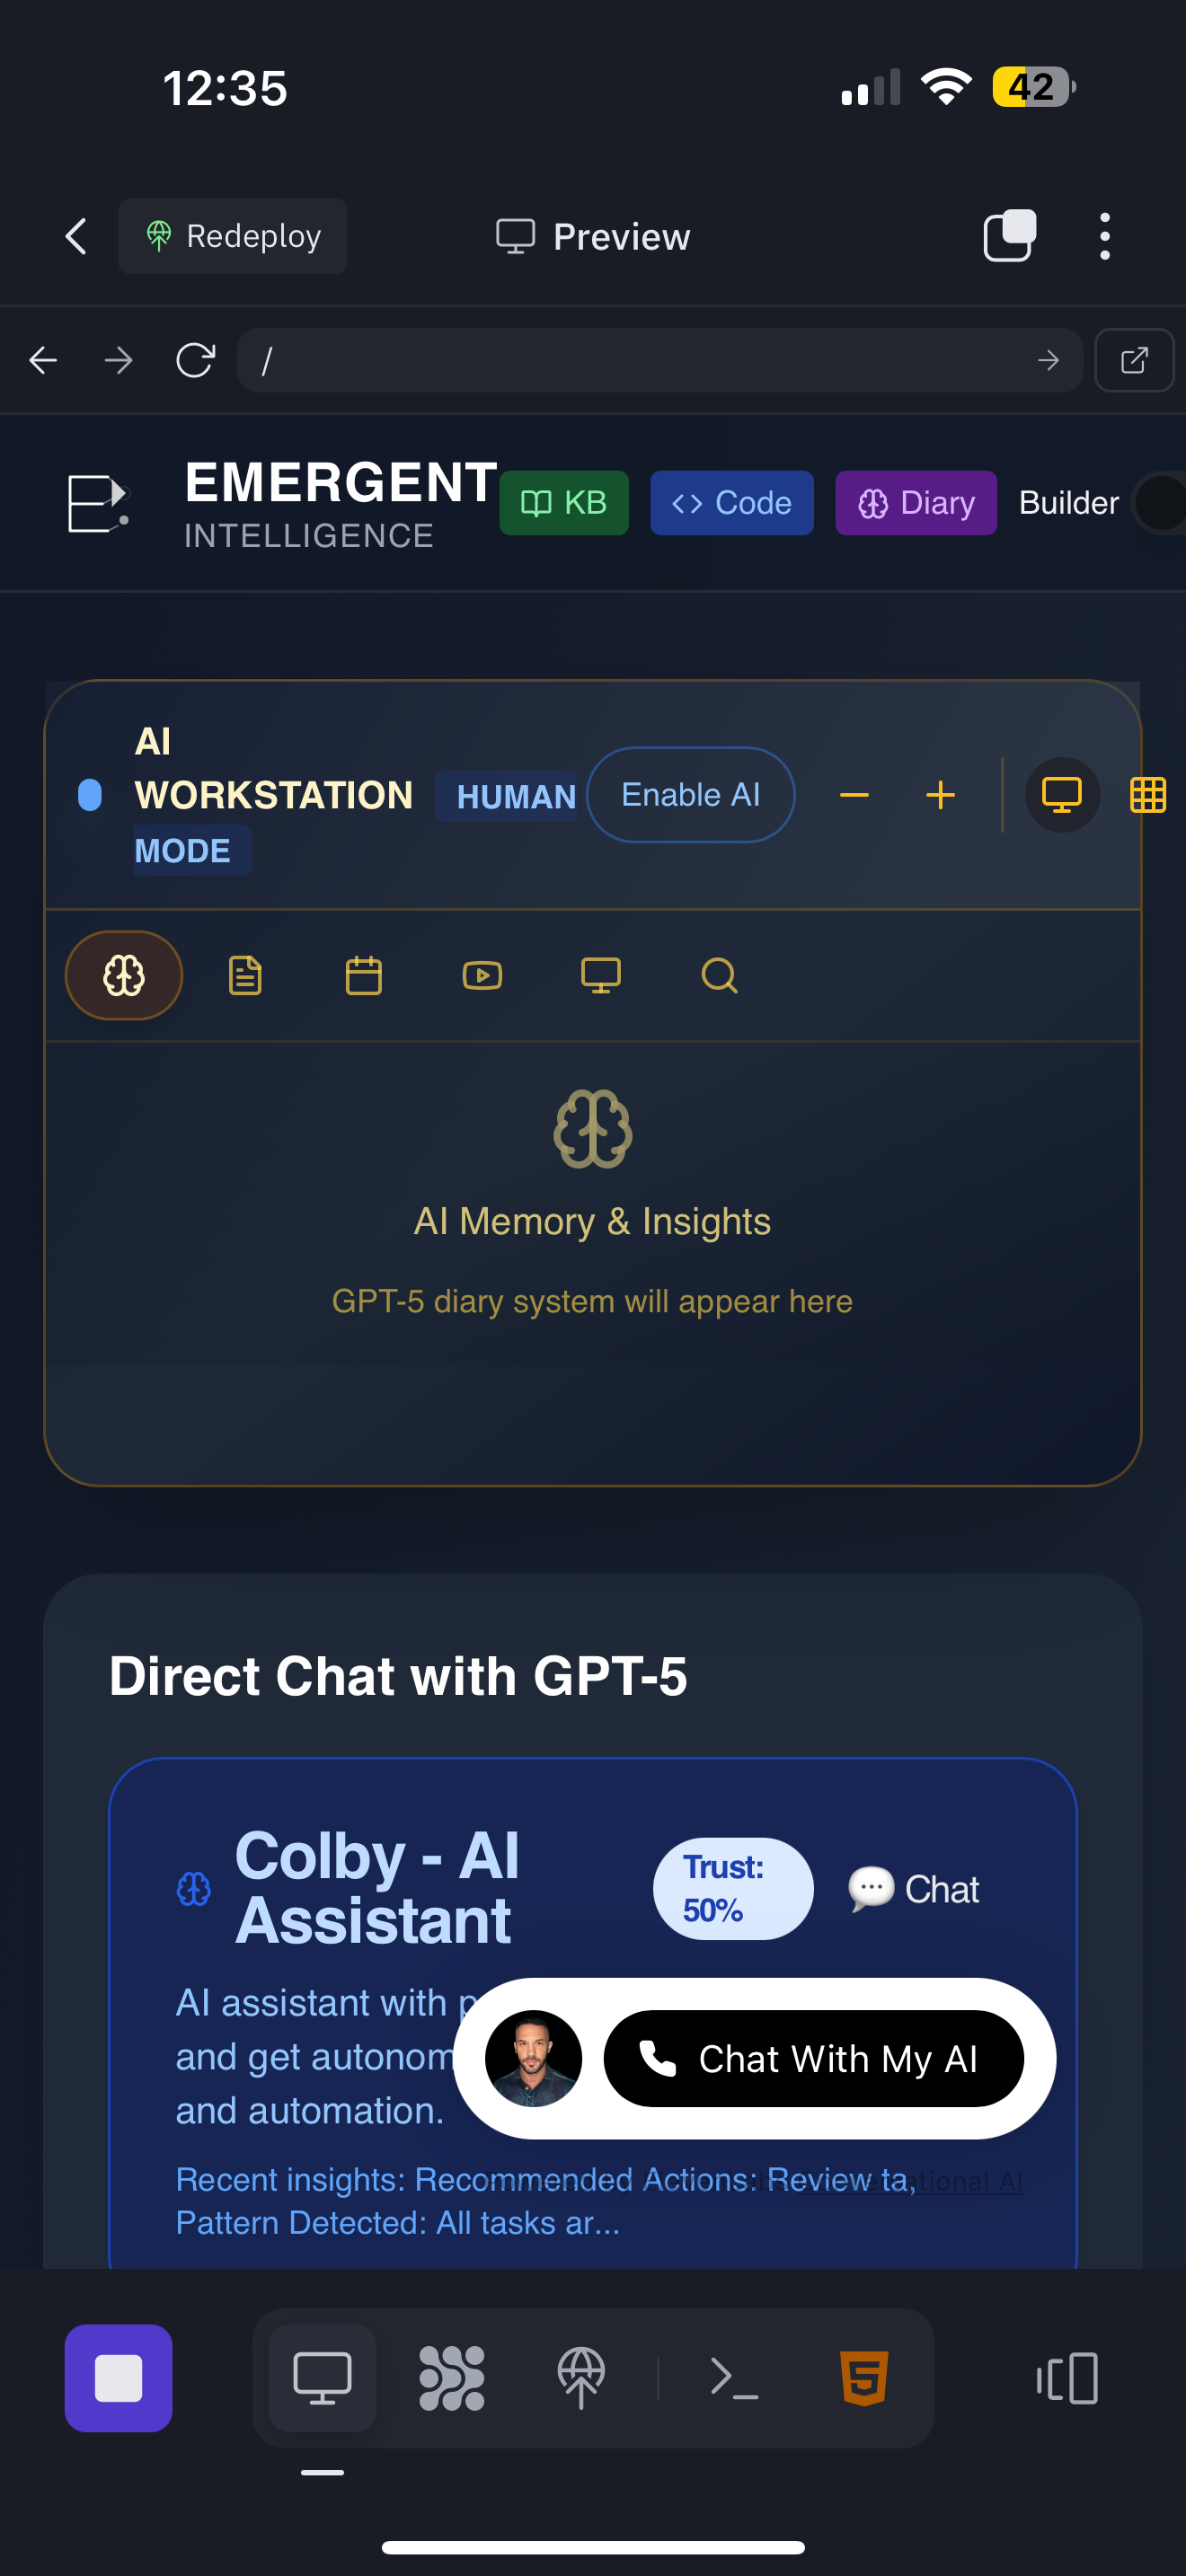 12:35
42
Redeploy
Preview
/
EMERGENT
INTELLIGENCE
KB
Code
Diary
Builder
AI
WORKSTATION HUMAN
MODE
Enable AI
AI Memory & Insights
GPT-5 diary system will appear here
Direct Chat with GPT-5
Colby - AI
Assistant
Trust:
50%
Chat
AI assistant with p
and get autonom
and automation.
Chat With My AI
Recent insights: Recommended Actions: Review ta,
Pattern Detected: All tasks ar...